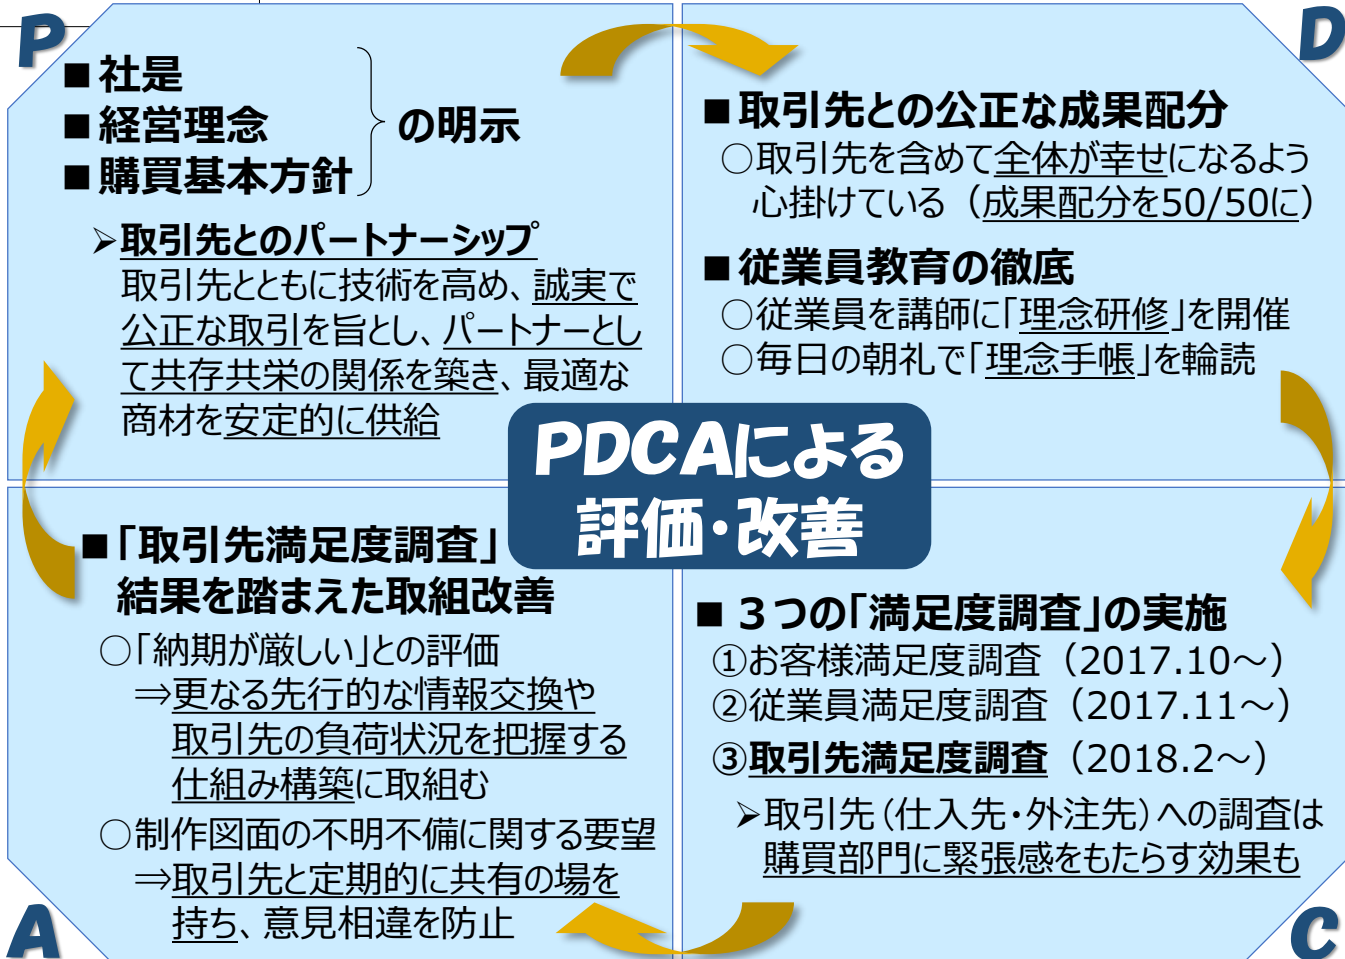 P
■社是
■経営理念
■購買基本方針
の明示
➢取引先とのパートナーシップ
取引先とともに技術を高め、誠実で
公正な取引を旨とし、パートナーとし
て共存共栄の関係を築き、最適な
商材を安定的に供給
D
■取引先との公正な成果配分
○取引先を含めて全体が幸せになるよう
心掛けている（成果配分を50/50に）
■従業員教育の徹底
○従業員を講師に「理念研修」を開催
○毎日の朝礼で「理念手帳」を輪読
PDCAによる
評価・改善
■「取引先満足度調査」
結果を踏まえた取組改善
○「納期が厳しい」との評価
⇒更なる先行的な情報交換や
取引先の負荷状況を把握する
仕組み構築に取組む
○制作図面の不明不備に関する要望
⇒取引先と定期的に共有の場を
持ち、意見相違を防止
A
■３つの「満足度調査」の実施
①お客様満足度調査（2017.10～）
②従業員満足度調査（2017.11～）
③取引先満足度調査（2018.2～）
➢取引先（仕入先・外注先）への調査は
購買部門に緊張感をもたらす効果も
C